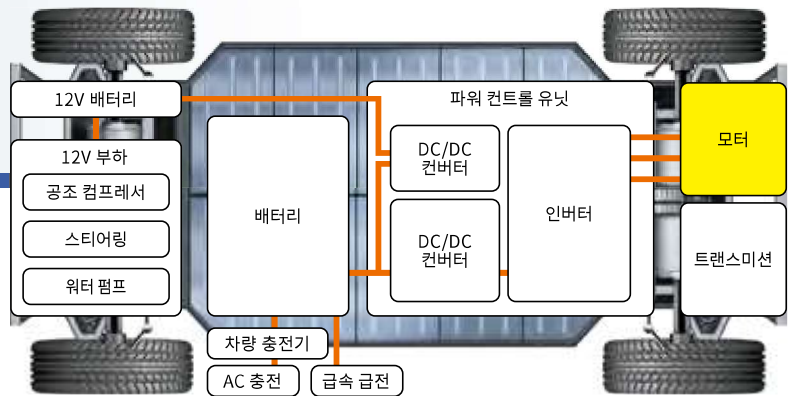 12V 배터리
12V 부하
공조 컴프레서
스티어링
워터 펌프
배터리
차량 충전기
AC 충전
급속 급전
파워 컨트롤 유닛
DC/DC
컨버터
DC/DC
컨버터
인버터
모터
트랜스미션